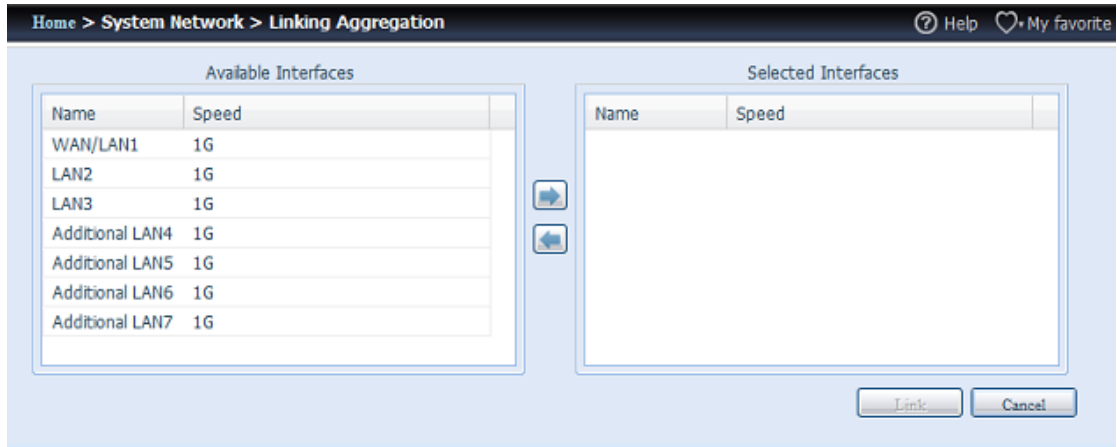 Home > System Network > Linking Aggregation
Help My favorite
Available Interfaces
Name Speed
WAN/LAN1 1G
LAN2 1G
LAN3 1G
Additional LAN4 1G
Additional LAN5 1G
Additional LAN6 1G
Additional LAN7 1G
Selected Interfaces
Name Speed
Link Cancel